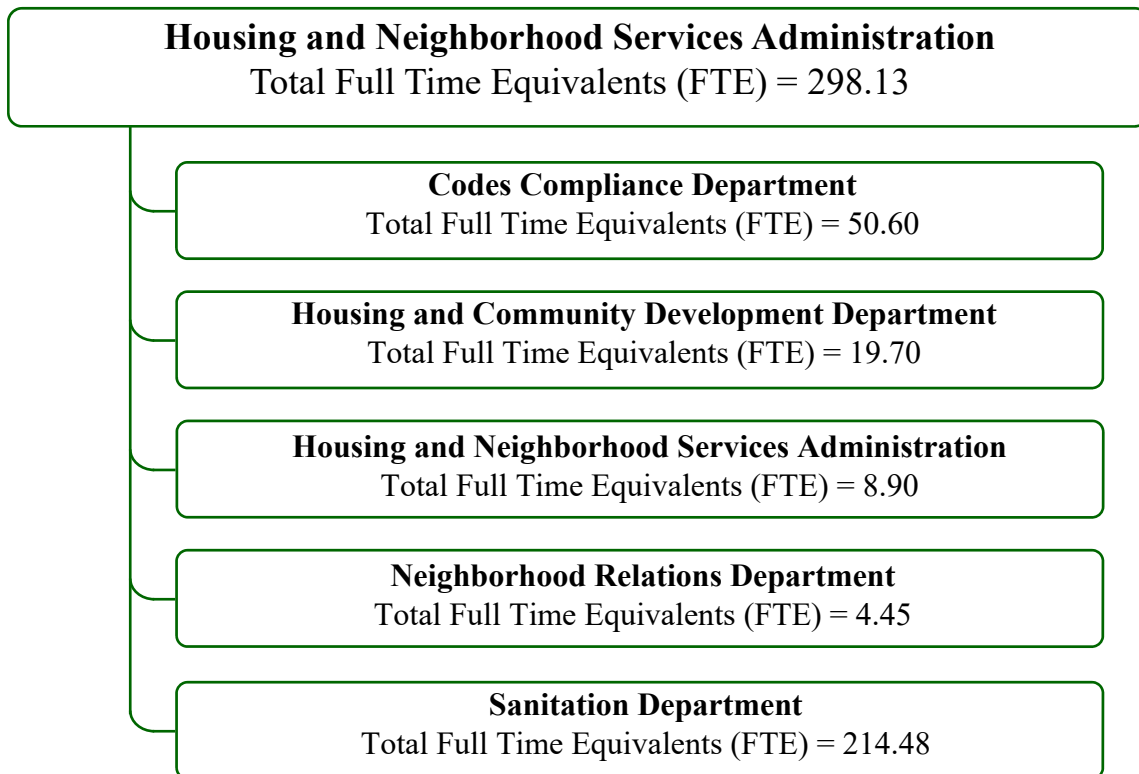 Housing and Neighborhood Services Administration
Total Full Time Equivalents (FTE) = 298.13
Codes Compliance Department
Total Full Time Equivalents (FTE) = 50.60
Housing and Community Development Department
Total Full Time Equivalents (FTE) = 19.70
Housing and Neighborhood Services Administration
Total Full Time Equivalents (FTE) = 8.90
Neighborhood Relations Department
Total Full Time Equivalents (FTE) = 4.45
Sanitation Department
Total Full Time Equivalents (FTE) = 214.48